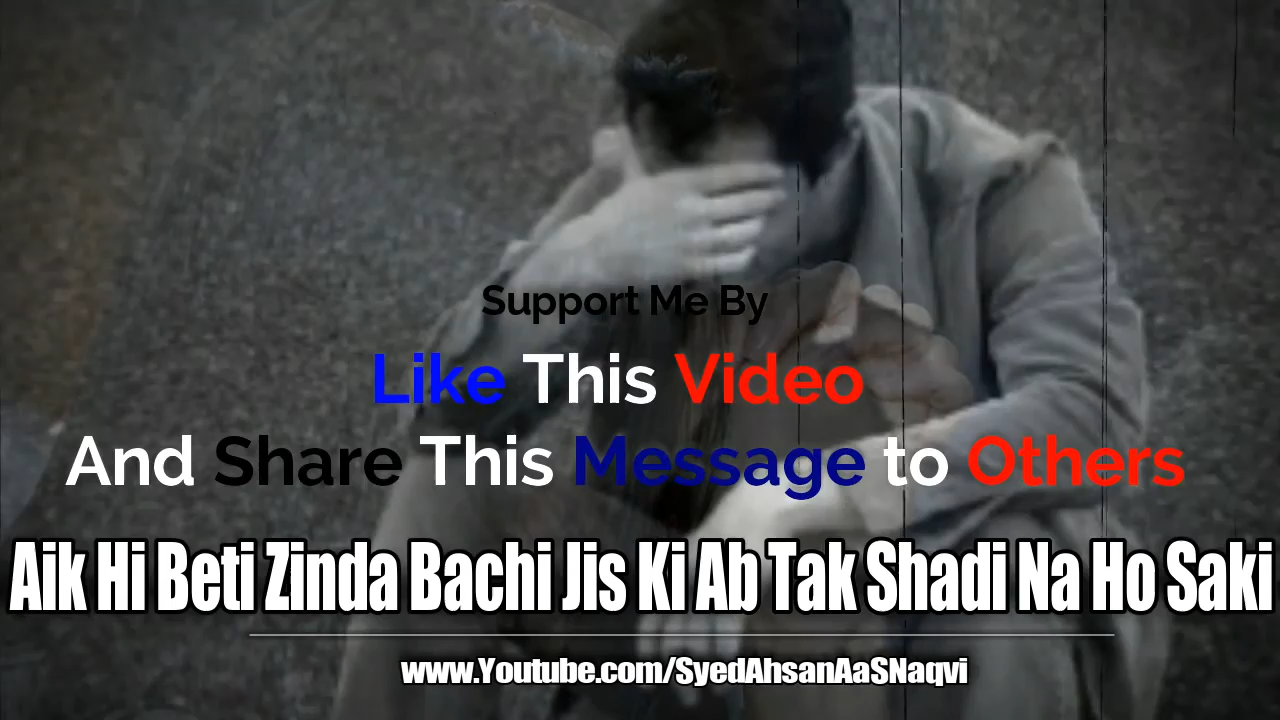 Support Me By
Like This Video
And Share This Message to Others
Aik Hi Beti Zinda Bachi Jis Ki Ab Tak Shadi Na Ho Saki
www.Youtube.com/SyedAhsanAaSNaqvi